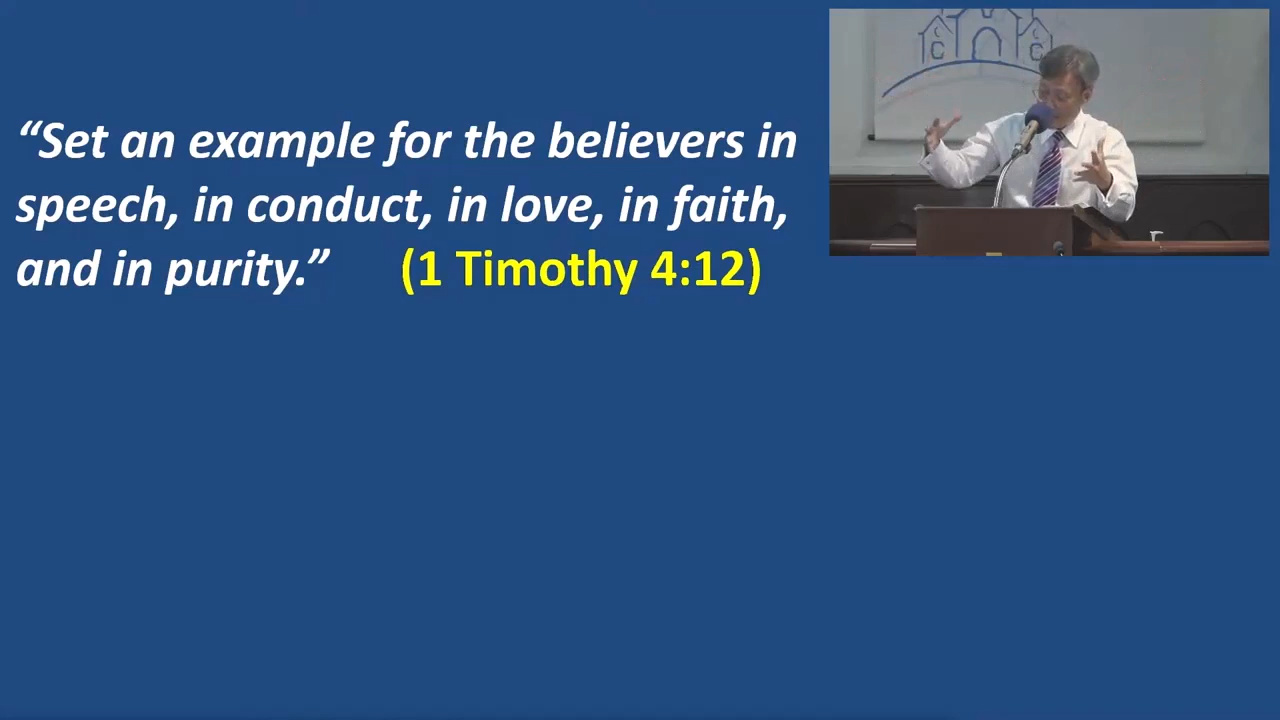 “Set an example for the believers in
speech, in conduct, in love, in faith,
and in purity.” (1 Timothy 4:12)
C C